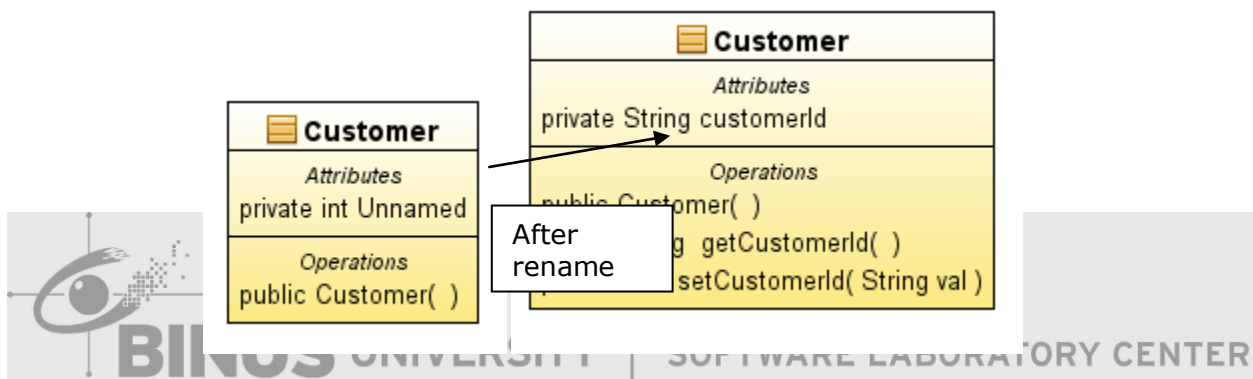 Customer
Attributes
private int Unnamed
Operations
public Customer( )
After
rename
Customer
Attributes
private String customerId
Operations
Customer( )
getCustomerId( )
setCustomerId( String val )
BINUS UNIVERSITY | SOFTWARE LABORATORY CENTER